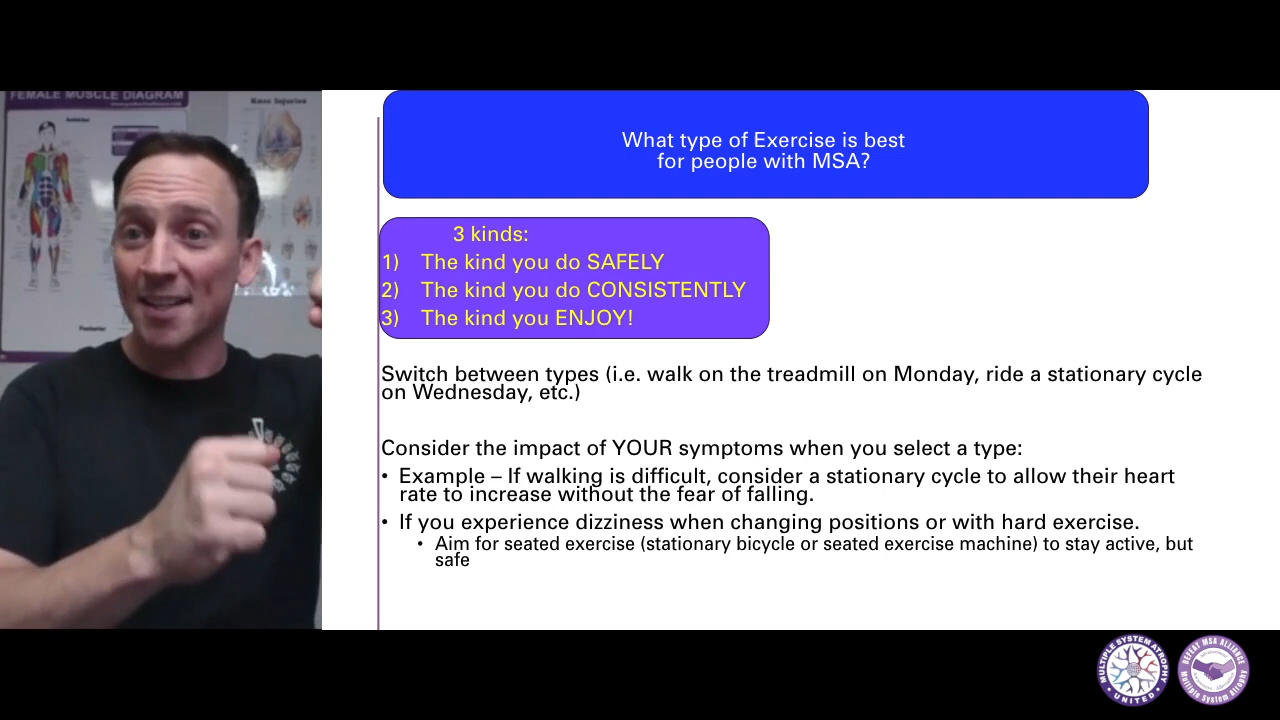 FEMALE MUSCLE DIAGRAM
Knee Injuries
Anterior
Posterior
What type of Exercise is best
for people with MSA?
3 kinds:
1) The kind you do SAFELY
2) The kind you do CONSISTENTLY
3) The kind you ENJOY!
Switch between types (i.e. walk on the treadmill on Monday, ride a stationary cycle
on Wednesday, etc.)
Consider the impact of YOUR symptoms when you select a type:
• Example – If walking is difficult, consider a stationary cycle to allow their heart
rate to increase without the fear of falling.
• If you experience dizziness when changing positions or with hard exercise.
• Aim for seated exercise (stationary bicycle or seated exercise machine) to stay active, but
safe
MULTIPLE SYSTEM ATROPHY
UNITED
DEFEAT MSA ALLIANCE
Multiple System Atrophy